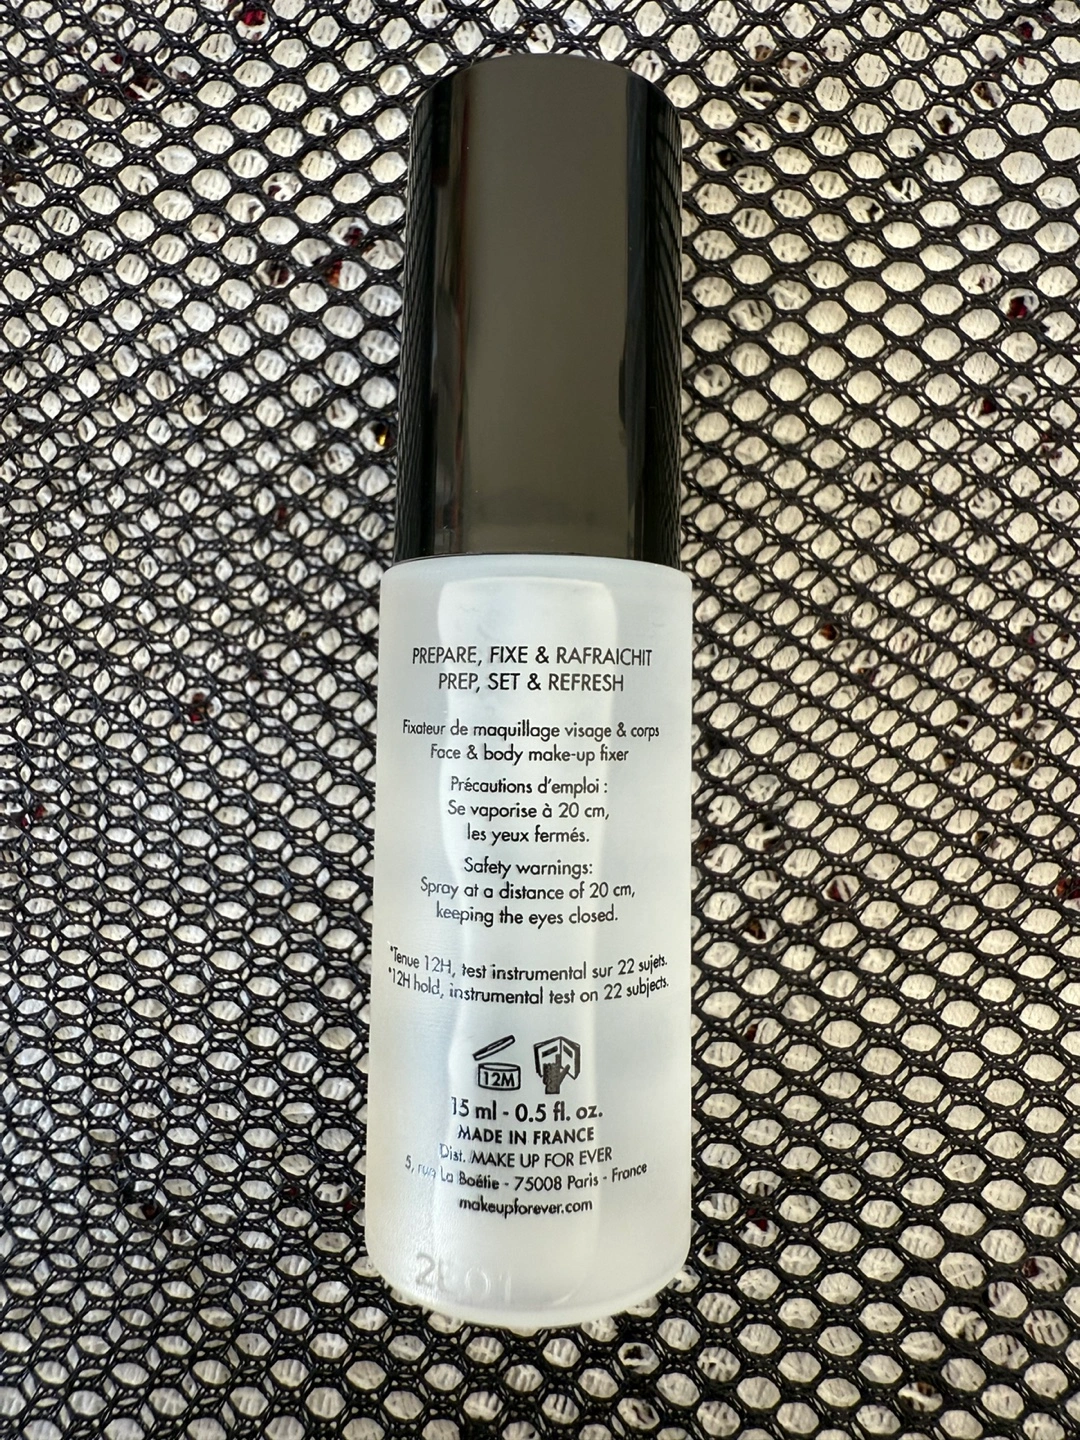 PREPARE, FIXE & RAFRAICHIT
PREP, SET & REFRESH
Fixateur de maquillage visage & corps
Face & body make-up fixer
Précautions d'emploi :
Se vaporise à 20 cm,
les yeux fermés.
Safety warnings:
Spray at a distance of 20 cm,
keeping the eyes closed.
*Tenue 12H, test instrumental sur 22 sujets.
*12H hold, instrumental test on 22 subjects.
12M
15 ml - 0.5 fl. oz.
MADE IN FRANCE
Dist. MAKE UP FOR EVER
5, rue La Boétie - 75008 Paris - France
makeupforever.com